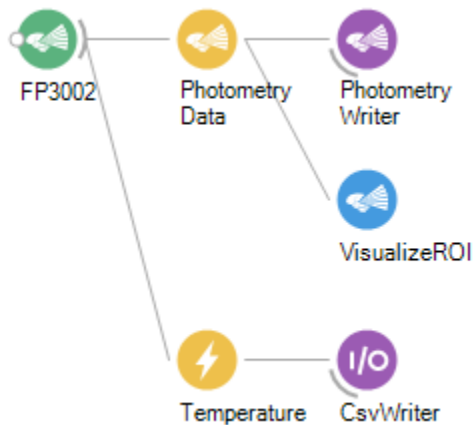 FP3002
Photometry
Data
Photometry
Writer
VisualizeROI
Temperature
I/O
CsvWriter